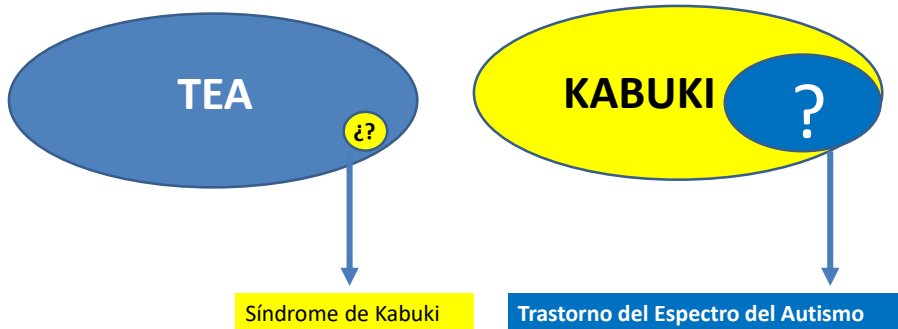 TEA
¿?
KABUKI
?
Síndrome de Kabuki
Trastorno del Espectro del Autismo